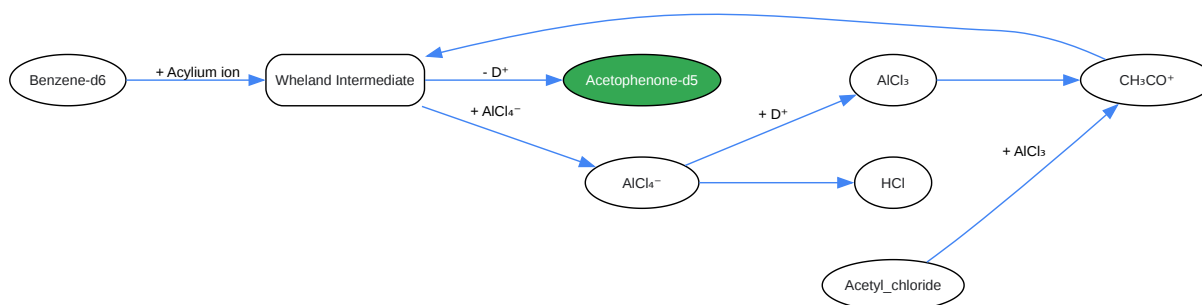 Benzene-d6
+ Acylium ion
Wheland Intermediate
- D⁺
Acetophenone-d5
AlCl₃
CH₃CO⁺
+ AlCl₄⁻
+ D⁺
+ AlCl₃
AlCl₄⁻
HCl
Acetyl_chloride